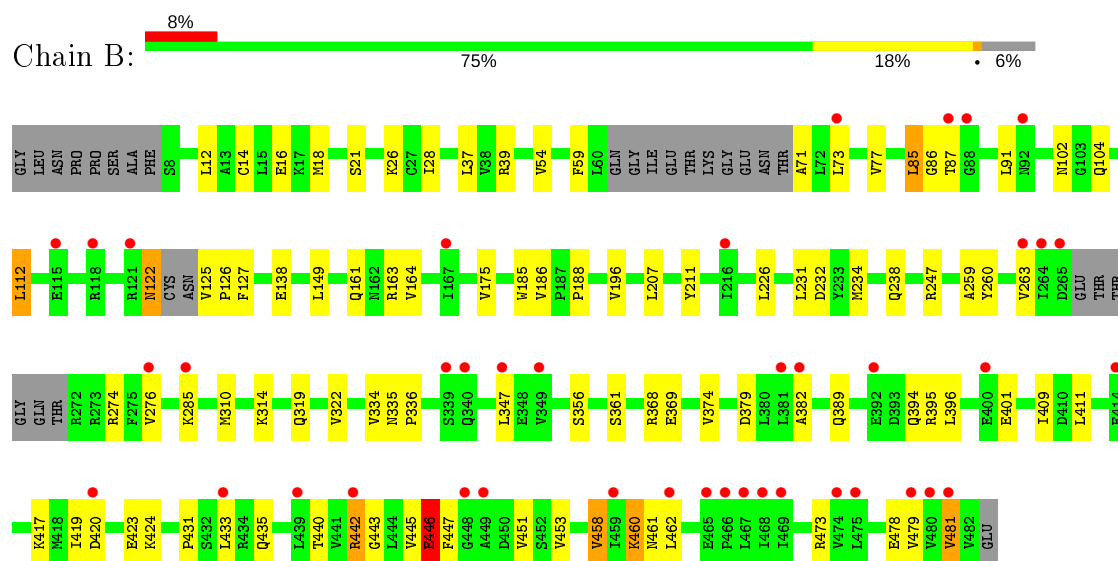 8%
Chain B:
75% 18% • 6%
GLY LEU ASN PRO PRO SER ALA PHE S8 L12 A13 C14 L15 E16 K17 M18 S21 K26 C27 I28 L37 V38 R39 V54 F59 L60 GLN GLY ILE GLU THR LYS GLY GLU ASN THR A71 L72 L73 V77 L85 G86 T87 G88 L91 N92 N102 G103 Q104
L112 E115 R118 R121 N122 CYS ASN V125 P126 F127 E138 L149 Q161 N162 R163 V164 I167 V175 W185 V186 P187 P188 V196 L207 Y211 I216 L226 L231 D232 Y233 M234 Q238 R247 A259 Y260 V263 I264 D265 GLU THR THR
GLY GLN THR R272 R273 R274 F275 V276 K285 M310 K314 Q319 V322 V334 N335 P336 S339 Q340 L347 E348 V349 S356 S361 R368 E369 V374 D379 L380 L381 A382 Q389 E392 D393 Q394 R395 L396 E400 E401 I409 D410 L411 E414
K417 M418 I419 D420 E423 K424 P431 S432 L433 R434 Q435 L439 T440 V441 R442 G443 L444 V445 E446 F447 G448 A449 D450 V451 S452 V453 V458 I459 K460 N461 L462 E465 P466 P467 I468 I469 R473 V474 L475 E478 V479 V480 V481 V482 GLU